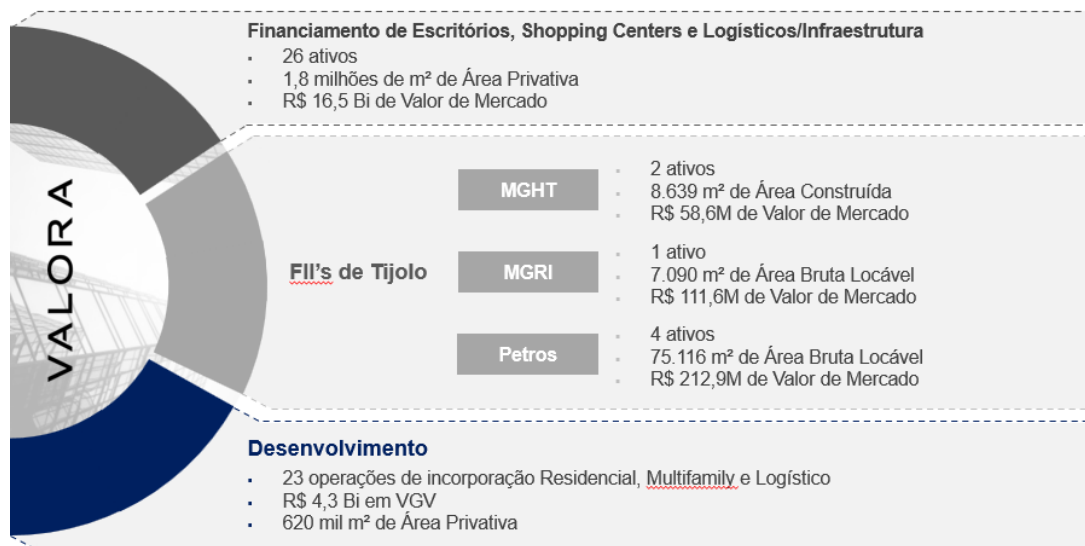 Financiamento de Escritórios, Shopping Centers e Logísticos/Infraestrutura
26 ativos
1,8 milhões de m² de Área Privativa
R$ 16,5 Bi de Valor de Mercado
VALORA
FII's de Tijolo
MGHT
2 ativos
8.639 m² de Área Construída
R$ 58,6M de Valor de Mercado
MGRI
1 ativo
7.090 m² de Área Bruta Locável
R$ 111,6M de Valor de Mercado
Petros
4 ativos
75.116 m² de Área Bruta Locável
R$ 212,9M de Valor de Mercado
Desenvolvimento
23 operações de incorporação Residencial, Multifamily e Logístico
R$ 4,3 Bi em VGV
620 mil m² de Área Privativa